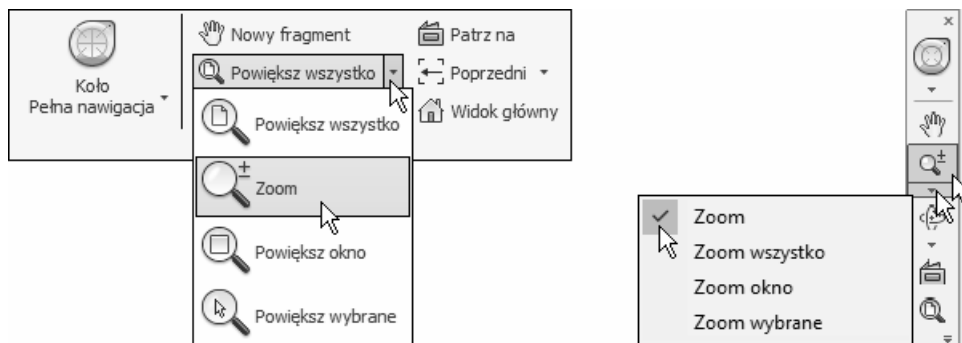 Koło
Pełna nawigacja
Nowy fragment
Powiększ wszystko
Patrz na
Poprzedni
Widok główny
Powiększ wszystko
Zoom
Powiększ okno
Powiększ wybrane
Zoom
Zoom wszystko
Zoom okno
Zoom wybrane